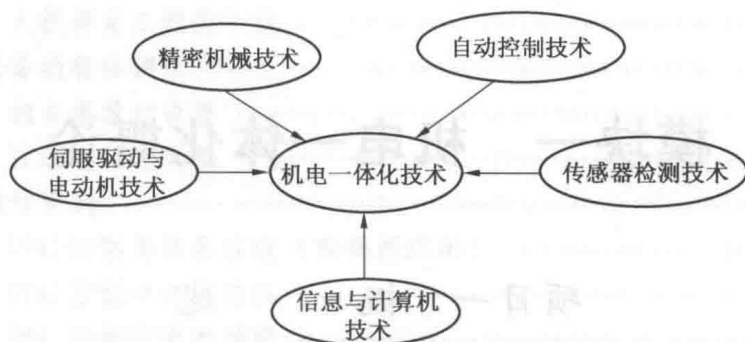 精密机械技术
自动控制技术
伺服驱动与
电动机技术
机电一体化技术
传感器检测技术
信息与计算机
技术